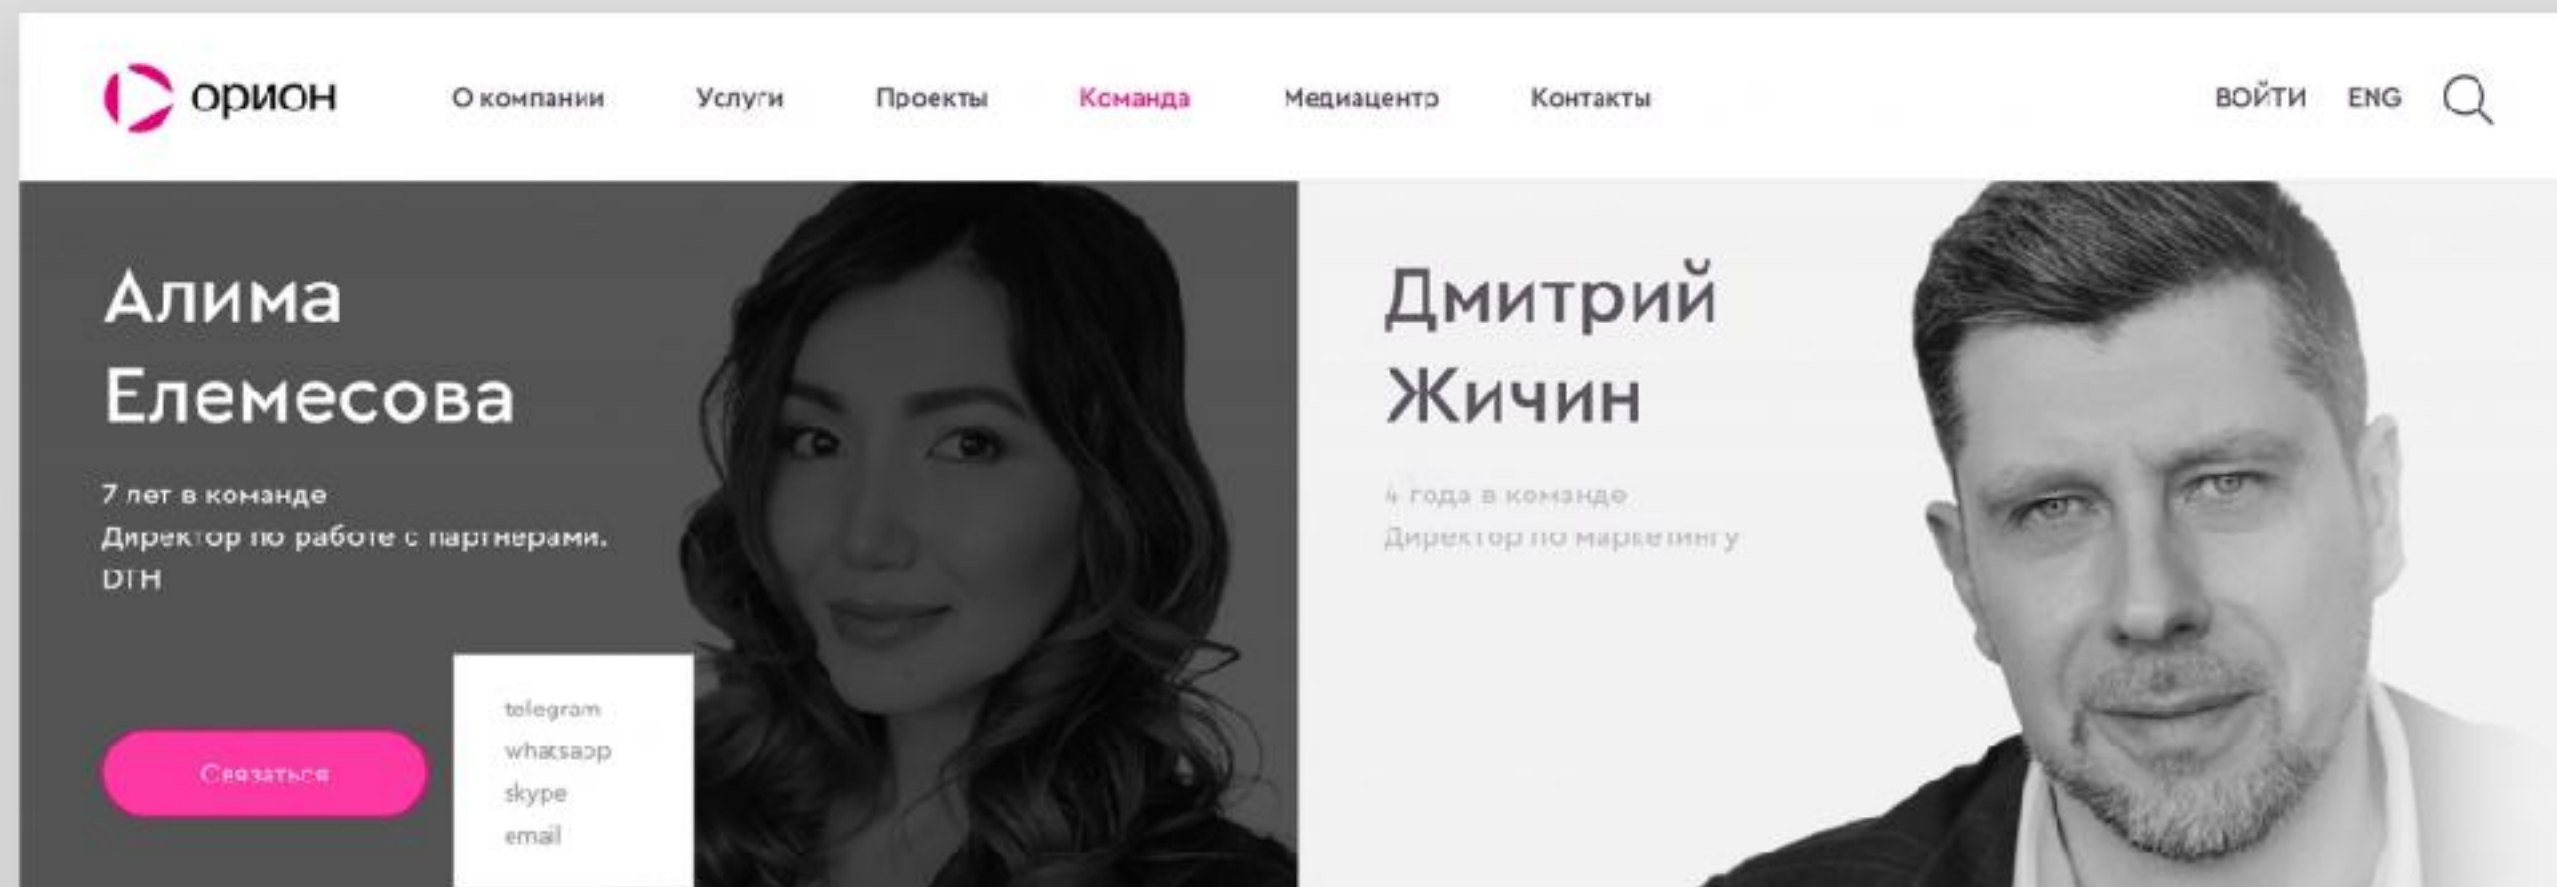 орион
О компании
Услуги
Проекты
Команда
Медиацентр
Контакты
ВОЙТИ
ENG
Алима
Елемесова
7 лет в команде
Директор по работе с партнерами.
DTH
Связаться
telegram
whatsapp
skype
email
Дмитрий
Жичин
4 года в команде
Директор по маркетингу